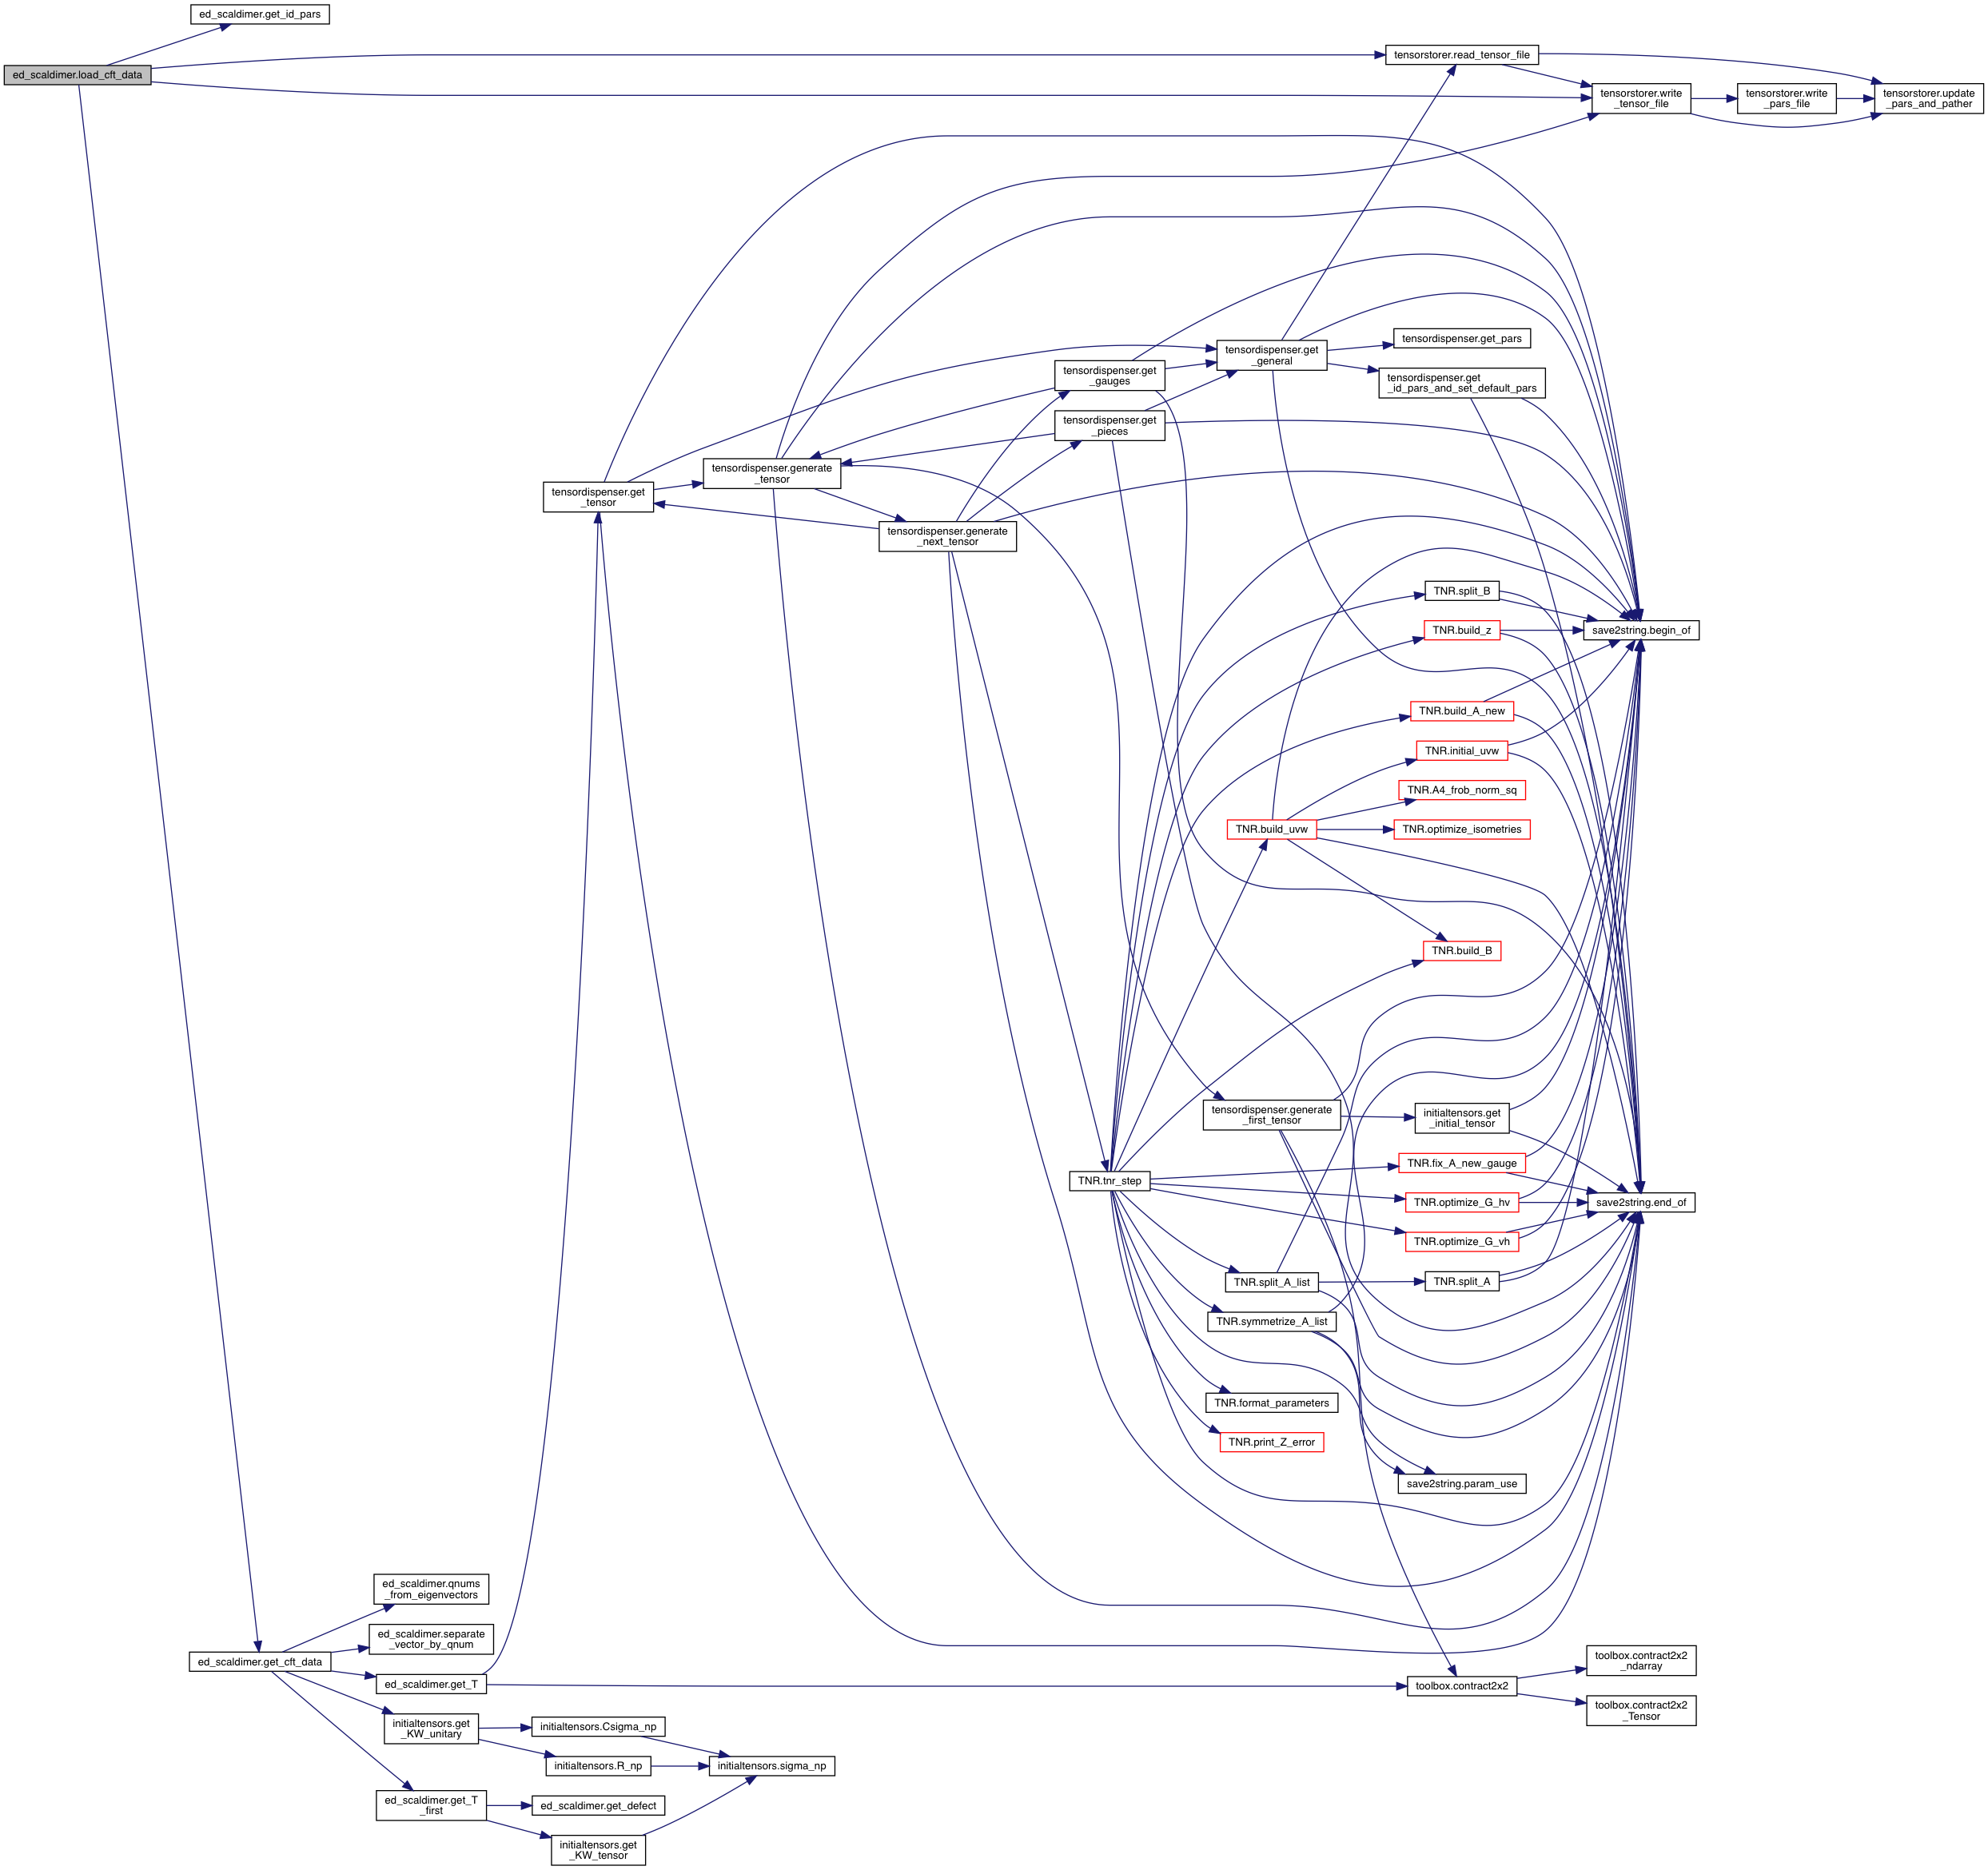 ed_scaldimer.get_id_pars
ed_scaldimer.load_cft_data
tensorstorer.read_tensor_file
tensorstorer.write
_tensor_file
tensorstorer.write
_pars_file
tensorstorer.update
_pars_and_pather
tensordispenser.get
_general
tensordispenser.get_pars
tensordispenser.get
_id_pars_and_set_default_pars
tensordispenser.get
_gauges
tensordispenser.get
_pieces
tensordispenser.generate
_tensor
tensordispenser.get
_tensor
tensordispenser.generate
_next_tensor
TNR.split_B
TNR.build_z
save2string.begin_of
TNR.build_A_new
TNR.initial_uvw
TNR.A4_frob_norm_sq
TNR.build_uvw
TNR.optimize_isometries
TNR.build_B
tensordispenser.generate
_first_tensor
initialtensors.get
_initial_tensor
TNR.fix_A_new_gauge
TNR.tnr_step
TNR.optimize_G_hv
save2string.end_of
TNR.optimize_G_vh
TNR.split_A_list
TNR.split_A
TNR.symmetrize_A_list
TNR.format_parameters
TNR.print_Z_error
save2string.param_use
ed_scaldimer.qnums
_from_eigenvectors
ed_scaldimer.separate
_vector_by_qnum
ed_scaldimer.get_cft_data
ed_scaldimer.get_T
toolbox.contract2x2
toolbox.contract2x2
_ndarray
toolbox.contract2x2
_Tensor
initialtensors.get
_KW_unitary
initialtensors.Csigma_np
initialtensors.R_np
initialtensors.sigma_np
ed_scaldimer.get_T
_first
ed_scaldimer.get_defect
initialtensors.get
_KW_tensor